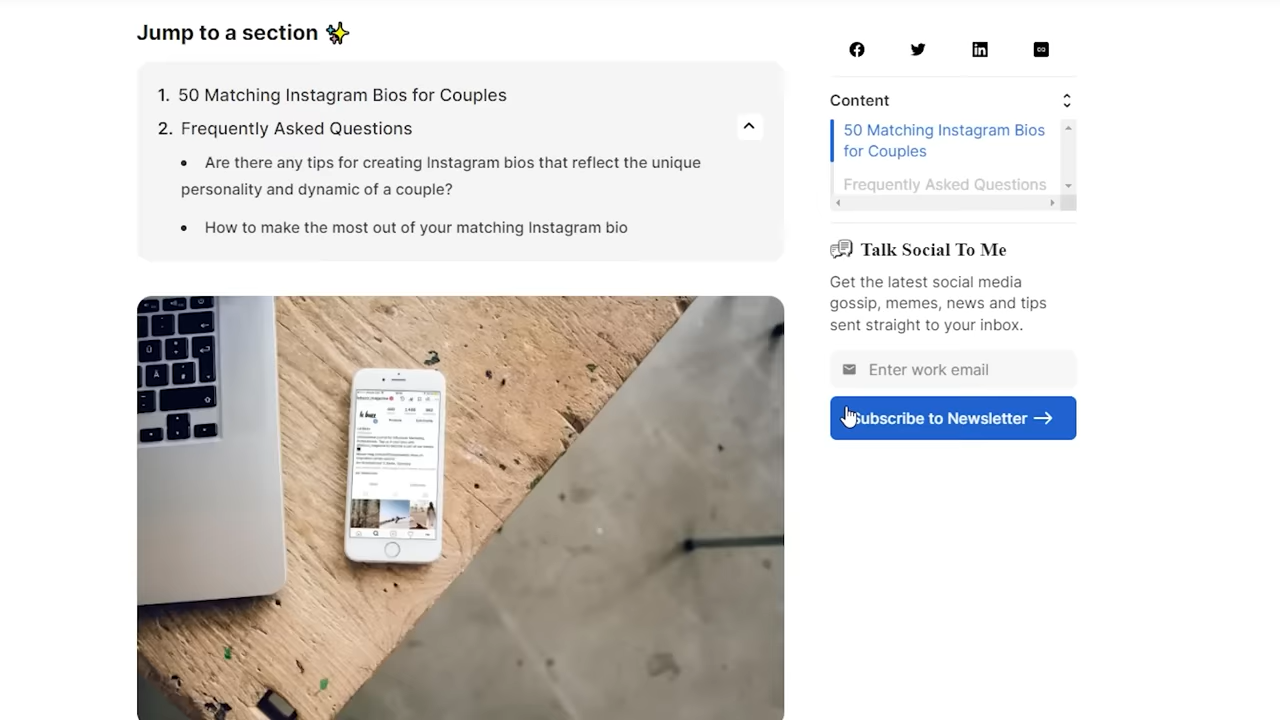 Jump to a section ✨
1. 50 Matching Instagram Bios for Couples
2. Frequently Asked Questions
• Are there any tips for creating Instagram bios that reflect the unique
personality and dynamic of a couple?
• How to make the most out of your matching Instagram bio
Content
50 Matching Instagram Bios
for Couples
Frequently Asked Questions
Talk Social To Me
Get the latest social media
gossip, memes, news and tips
sent straight to your inbox.
Enter work email
Subscribe to Newsletter →